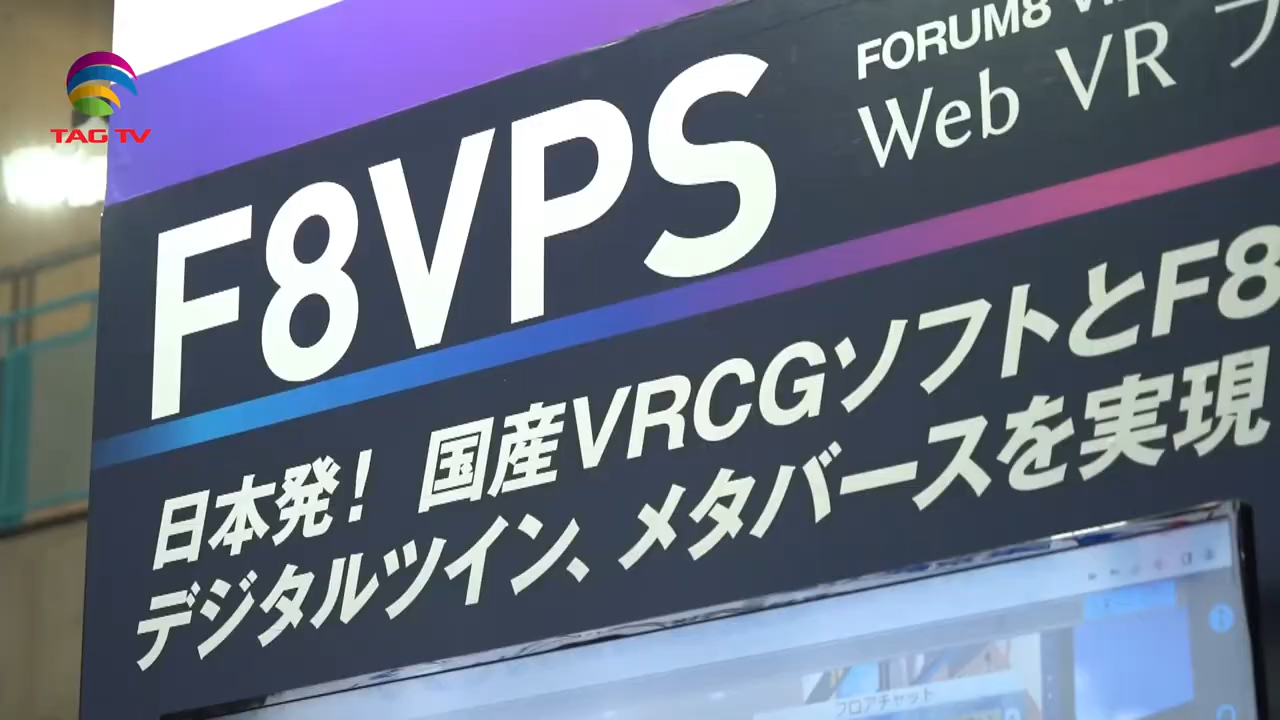 TAG TV
F8VPS
FORUM8
Web VR
日本発！ 国産VRCGソフトとF8
デジタルツイン、メタバースを実現
フロアチャット